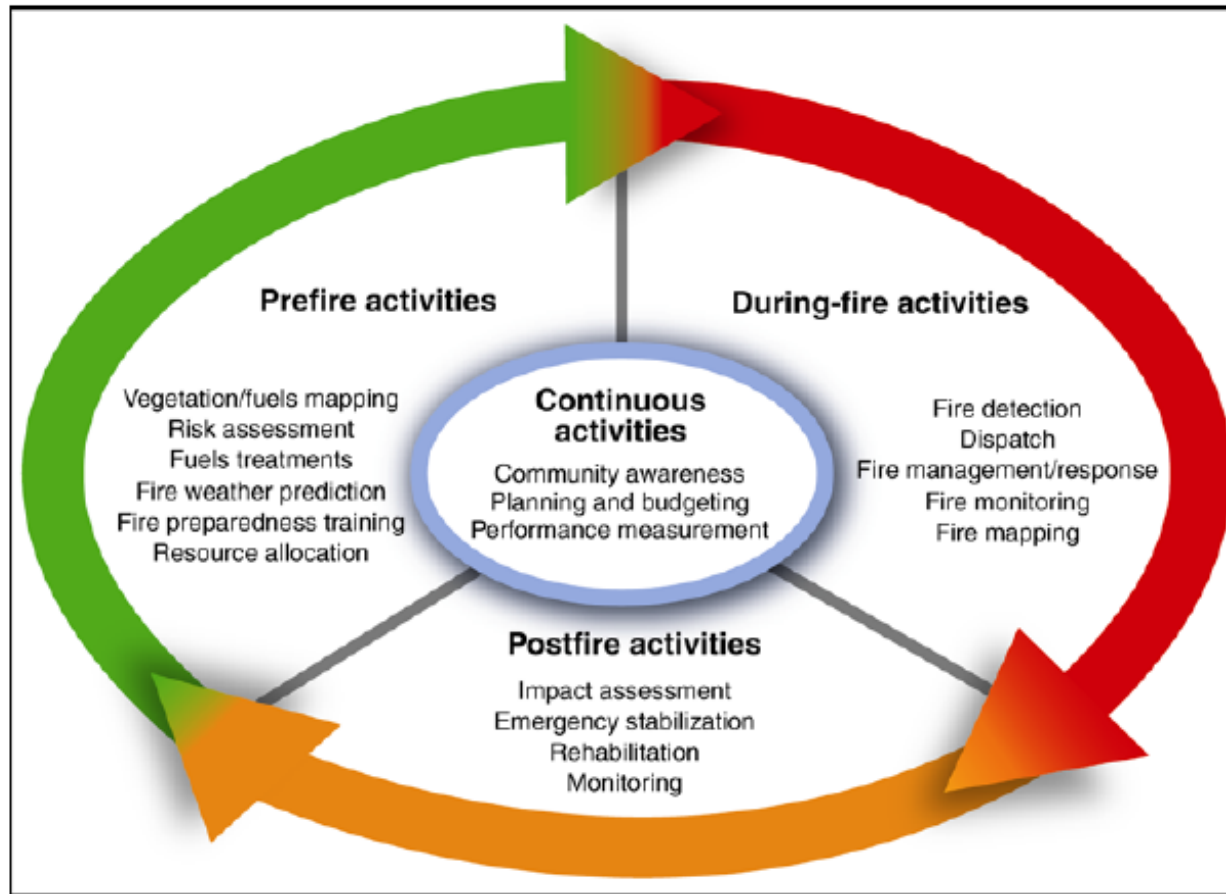 Prefire activities
Vegetation/fuels mapping
Risk assessment
Fuels treatments
Fire weather prediction
Fire preparedness training
Resource allocation
During-fire activities
Fire detection
Dispatch
Fire management/response
Fire monitoring
Fire mapping
Continuous
activities
Community awareness
Planning and budgeting
Performance measurement
Postfire activities
Impact assessment
Emergency stabilization
Rehabilitation
Monitoring